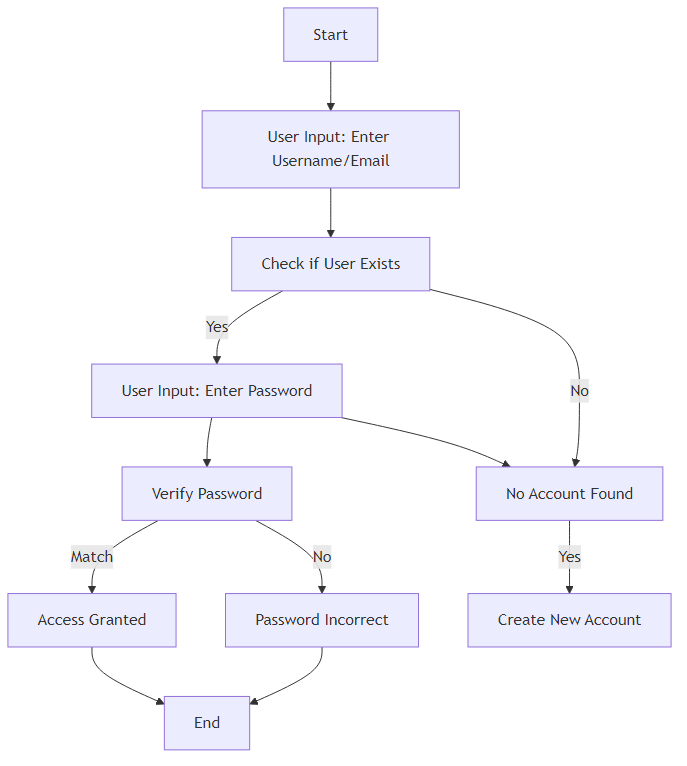 Start
User Input: Enter
Username/Email
Check if User Exists
Yes
User Input: Enter Password
No
Verify Password
No Account Found
Match
No
Yes
Access Granted
Password Incorrect
Create New Account
End